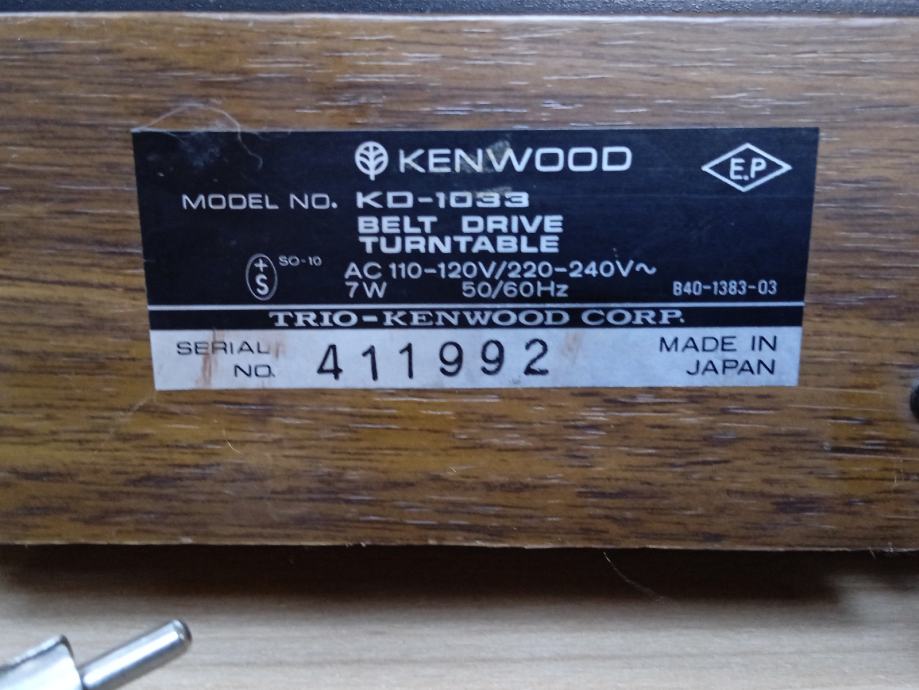 KENWOOD
E.P
MODEL NO. KD-1033
BELT DRIVE
TURNTABLE
+
S
SO-10
AC 110-120V/220-240V~
7W 50/60Hz
B40-1383-03
TRIO-KENWOOD CORP.
SERIAL NO. 411992
MADE IN
JAPAN